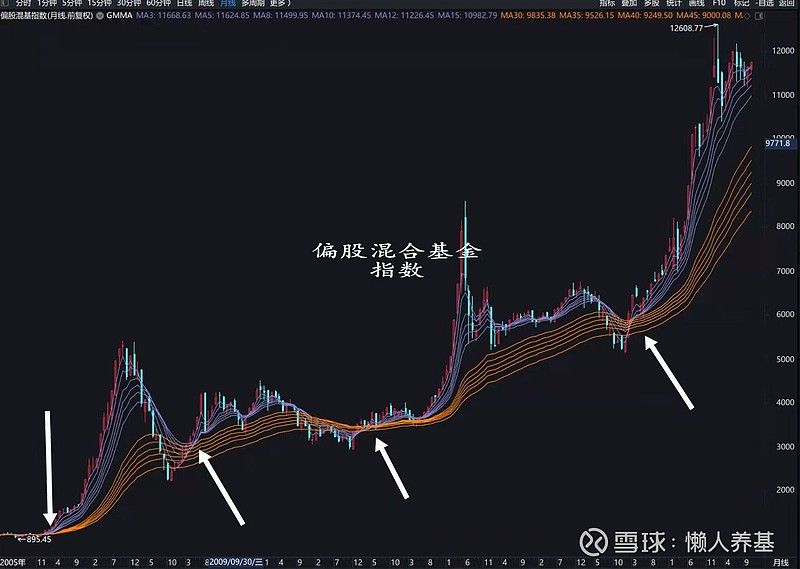 分时 1分钟 5分钟 15分钟 30分钟 60分钟 日线 周线 月线 多周期 更多 指标 叠加 多股 统计 画线 F10 标记 -自选 返回
偏股混基指数(月线,前复权) GMMA MA3: 11668.63 MA5: 11624.85 MA8: 11499.95 MA10: 11374.45 MA12: 11226.45 MA15: 10982.79 MA30: 9835.38 MA35: 9526.15 MA40: 9249.50 MA45: 9000.08 M
12608.77
12000
11000
9771.8
9000
8000
偏股混合基金
指数
7000
6000
5000
4000
3000
2000
←895.45
雪球：懒人养基
2005年 11 4 9 2 7 12 5 10 3 8 2009/09/30/三 1 4 9 2 7 12 5 10 3 8 1 6 11 4 9 2 7 12 5 10 3 8 1 6 11 4 9 月线